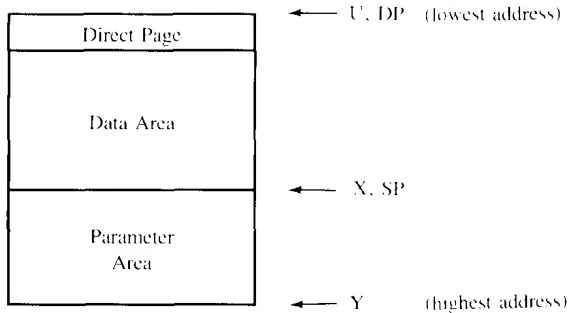 U, DP (lowest address)
Direct Page
Data Area
X, SP
Parameter
Area
Y (highest address)